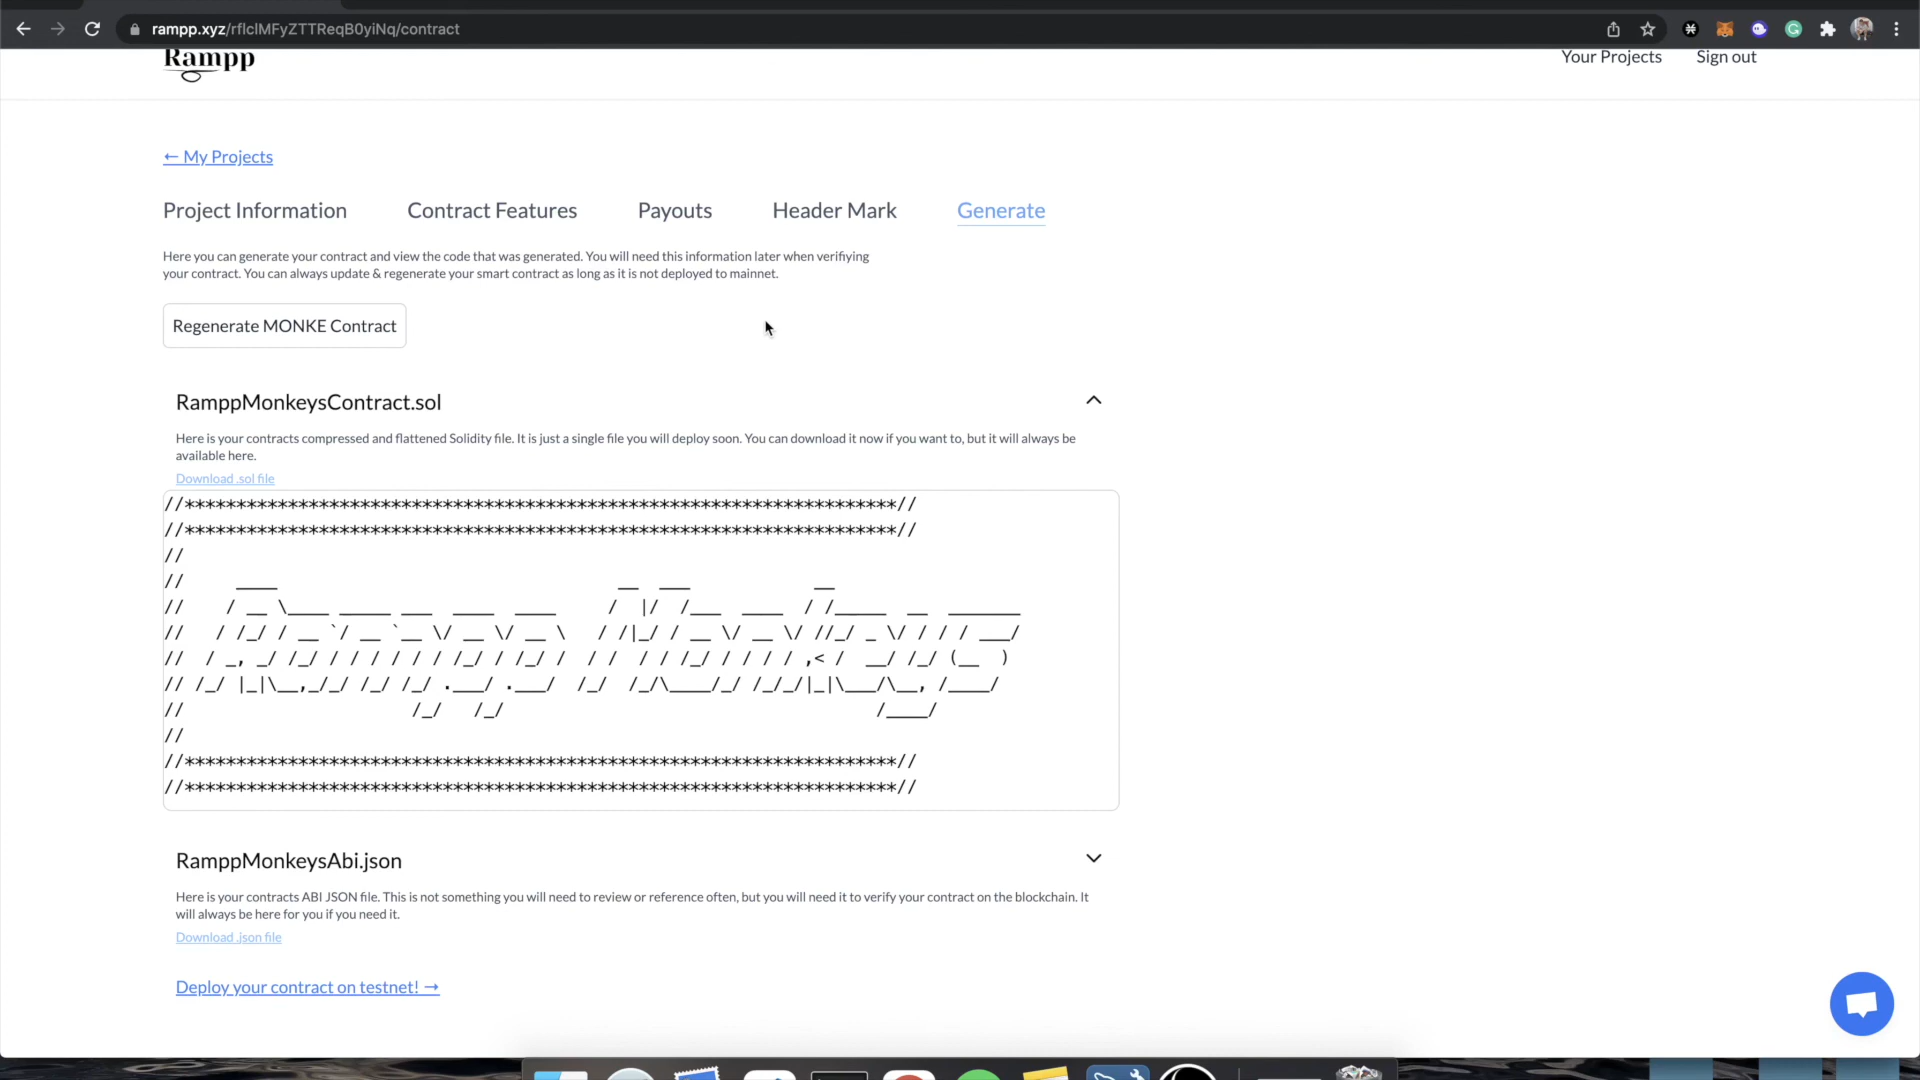 rampp.xyz/rflclMFyZTTReqB0yiNq/contract
Rampp
Your Projects
Sign out
← My Projects
Project Information
Contract Features
Payouts
Header Mark
Generate
Here you can generate your contract and view the code that was generated. You will need this information later when verifiying
your contract. You can always update & regenerate your smart contract as long as it is not deployed to mainnet.
Regenerate MONKE Contract
RamppMonkeysContract.sol
Here is your contracts compressed and flattened Solidity file. It is just a single file you will deploy soon. You can download it now if you want to, but it will always be
available here.
Download .sol file
Rampp Monkeys
RamppMonkeysAbi.json
Here is your contracts ABI JSON file. This is not something you will need to review or reference often, but you will need it to verify your contract on the blockchain. It
will always be here for you if you need it.
Download .json file
Deploy your contract on testnet! →